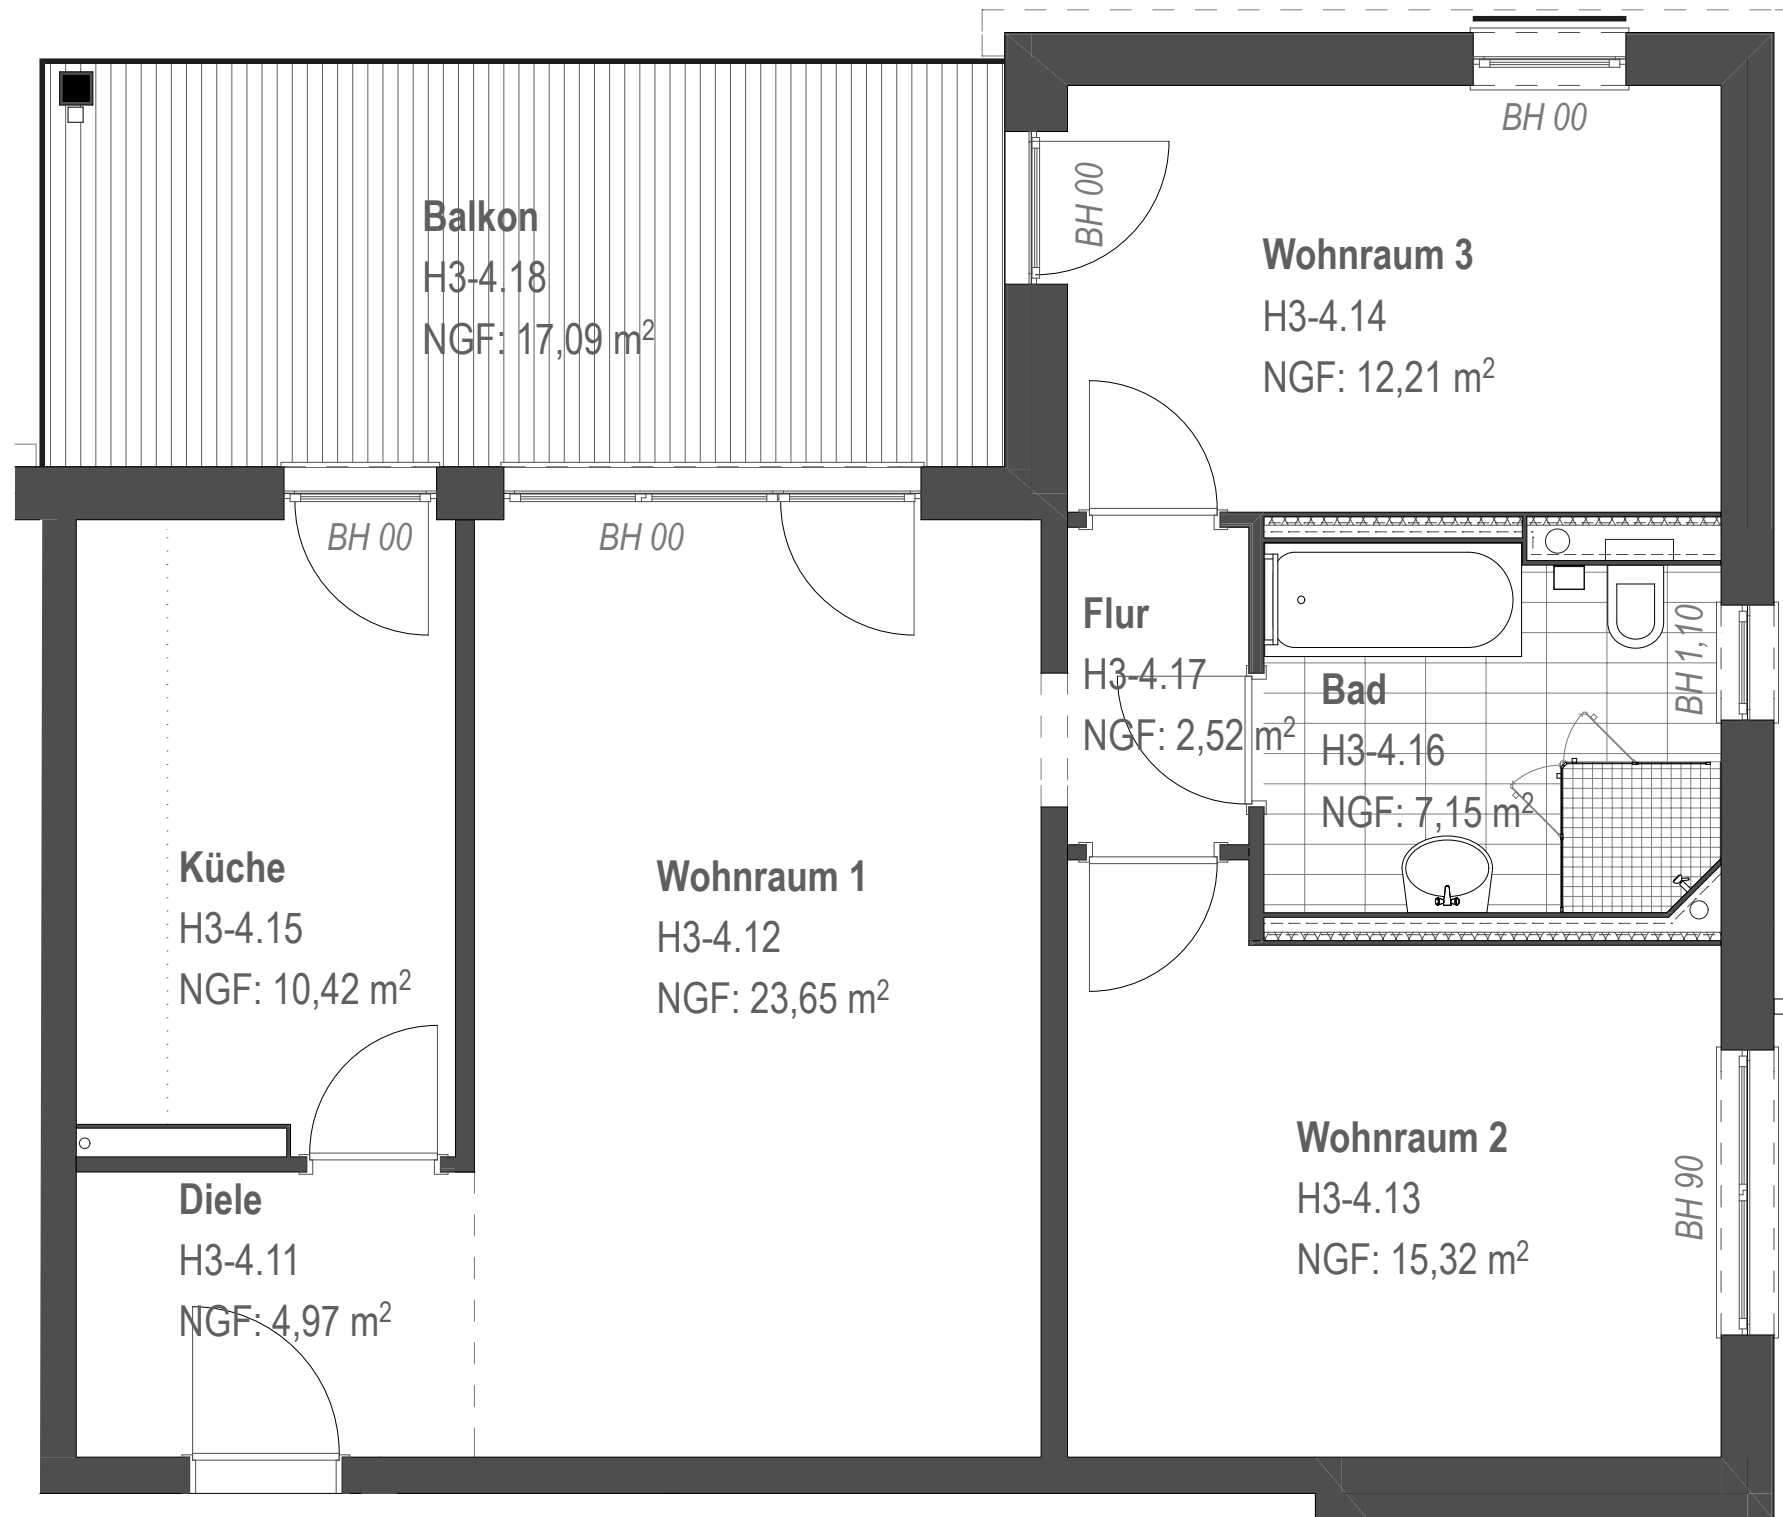 BH 00
BH 00
Balkon
H3-4.18
NGF: 17,09 m²
Wohnraum 3
H3-4.14
NGF: 12,21 m²
BH 00
BH 00
Flur
H3-4.17
NGF: 2,52 m²
Bad
H3-4.16
NGF: 7,15 m²
BH 1,10
Küche
H3-4.15
NGF: 10,42 m²
Wohnraum 1
H3-4.12
NGF: 23,65 m²
Wohnraum 2
H3-4.13
NGF: 15,32 m²
BH 90
Diele
H3-4.11
NGF: 4,97 m²